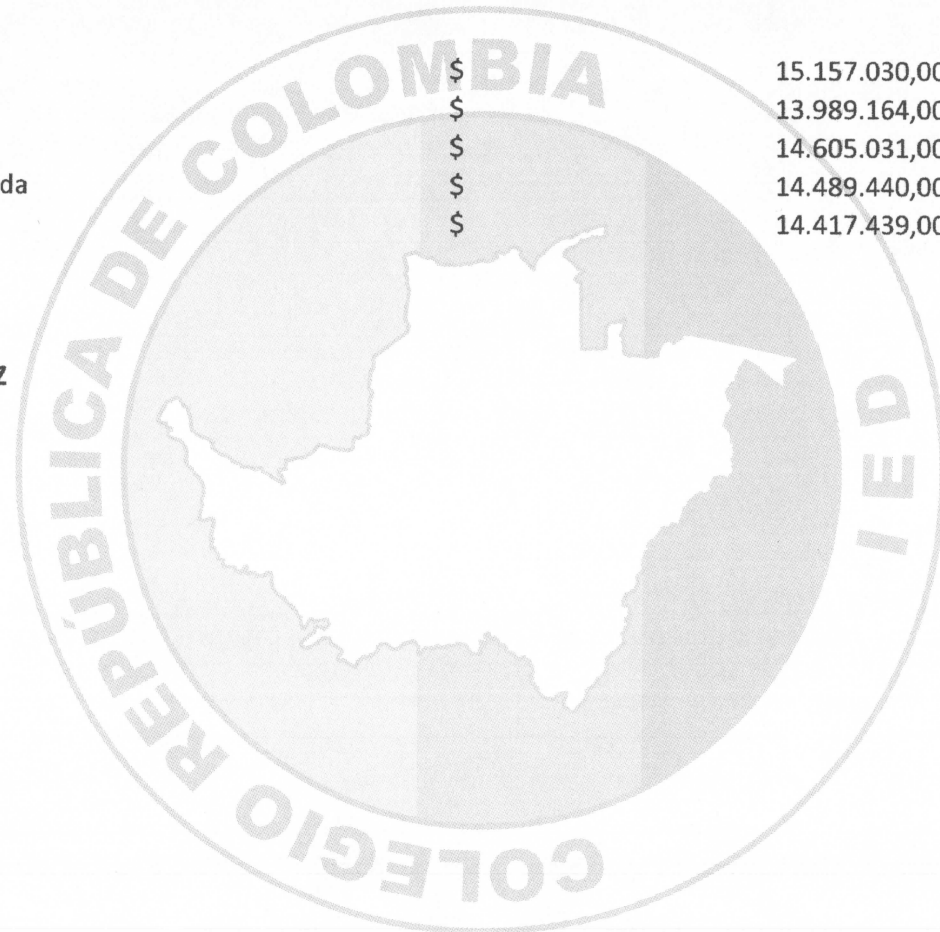 $ 15.157.030,00
$ 13.989.164,00
$ 14.605.031,00
da $ 14.489.440,00
$ 14.417.439,00
z
COLEGIO REPÚBLICA DE COLOMBIA
IED